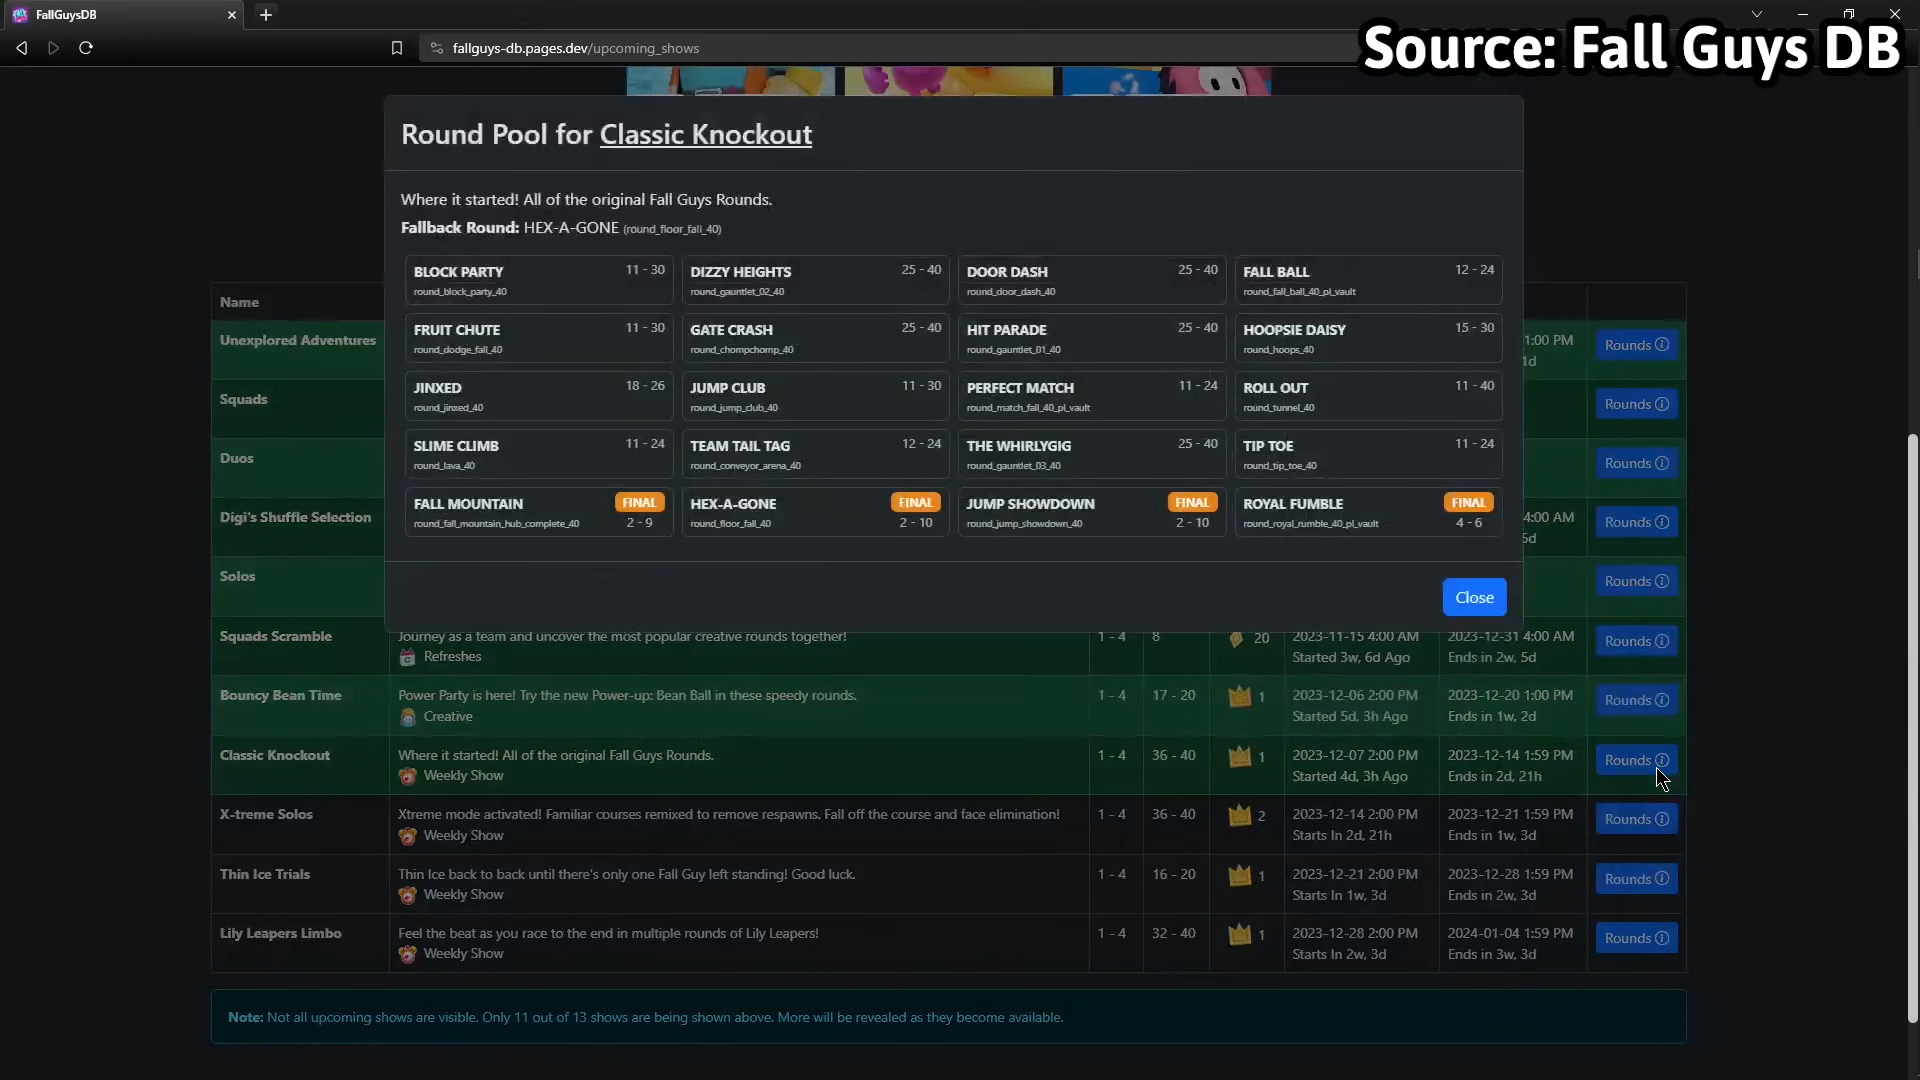 FallGuysDB
fallguys-db.pages.dev/upcoming_shows
Source: Fall Guys DB
Round Pool for Classic Knockout
Where it started! All of the original Fall Guys Rounds.
Fallback Round: HEX-A-GONE (round_floor_fall_40)
BLOCK PARTY 11 - 30 DIZZY HEIGHTS 25 - 40 DOOR DASH 25 - 40 FALL BALL 12 - 24
round_block_party_40 round_gauntlet_02_40 round_door_dash_40 round_fall_ball_40_pl_vault
FRUIT CHUTE 11 - 30 GATE CRASH 25 - 40 HIT PARADE 25 - 40 HOOPSIE DAISY 15 - 30
round_dodge_fall_40 round_chompchomp_40 round_gauntlet_01_40 round_hoops_40
JINXED 18 - 26 JUMP CLUB 11 - 30 PERFECT MATCH 11 - 24 ROLL OUT 11 - 40
round_jinxed_40 round_jump_club_40 round_match_fall_40_pl_vault round_tunnel_40
SLIME CLIMB 11 - 24 TEAM TAIL TAG 12 - 24 THE WHIRLYGIG 25 - 40 TIP TOE 11 - 24
round_lava_40 round_conveyor_arena_40 round_gauntlet_03_40 round_tip_toe_40
FALL MOUNTAIN FINAL HEX-A-GONE FINAL JUMP SHOWDOWN FINAL ROYAL FUMBLE FINAL
round_fall_mountain_hub_complete_40 2 - 9 round_floor_fall_40 2 - 10 round_jump_showdown_40 2 - 10 round_royal_rumble_40_pl_vault 4 - 6
Close
Name
Unexplored Adventures 1:00 PM Rounds
1d
Squads Rounds
Duos Rounds
Digi's Shuffle Selection 4:00 AM Rounds
5d
Solos Rounds
Squads Scramble Journey as a team and uncover the most popular creative rounds together! 1 - 4 8 20 2023-11-15 4:00 AM 2023-12-31 4:00 AM Rounds
Refreshes Started 3w, 6d Ago Ends in 2w, 5d
Bouncy Bean Time Power Party is here! Try the new Power-up: Bean Ball in these speedy rounds. 1 - 4 17 - 20 1 2023-12-06 2:00 PM 2023-12-20 1:00 PM Rounds
Creative Started 5d, 3h Ago Ends in 1w, 2d
Classic Knockout Where it started! All of the original Fall Guys Rounds. 1 - 4 36 - 40 1 2023-12-07 2:00 PM 2023-12-14 1:59 PM Rounds
Weekly Show Started 4d, 3h Ago Ends in 2d, 21h
X-treme Solos Xtreme mode activated! Familiar courses remixed to remove respawns. Fall off the course and face elimination! 1 - 4 36 - 40 2 2023-12-14 2:00 PM 2023-12-21 1:59 PM Rounds
Weekly Show Starts In 2d, 21h Ends in 1w, 3d
Thin Ice Trials Thin Ice back to back until there's only one Fall Guy left standing! Good luck. 1 - 4 16 - 20 1 2023-12-21 2:00 PM 2023-12-28 1:59 PM Rounds
Weekly Show Starts In 1w, 3d Ends in 2w, 3d
Lily Leapers Limbo Feel the beat as you race to the end in multiple rounds of Lily Leapers! 1 - 4 32 - 40 1 2023-12-28 2:00 PM 2024-01-04 1:59 PM Rounds
Weekly Show Starts In 2w, 3d Ends in 3w, 3d
Note: Not all upcoming shows are visible. Only 11 out of 13 shows are being shown above. More will be revealed as they become available.